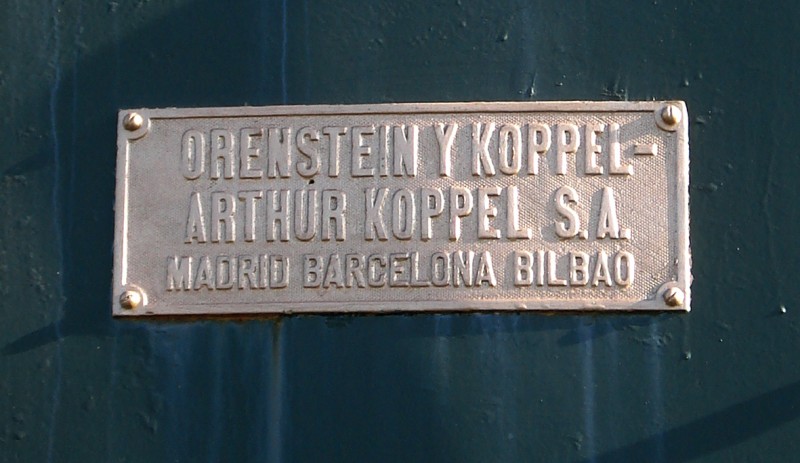 ORENSTEIN Y KOPPEL-
ARTHUR KOPPEL S.A.
MADRID BARCELONA BILBAO